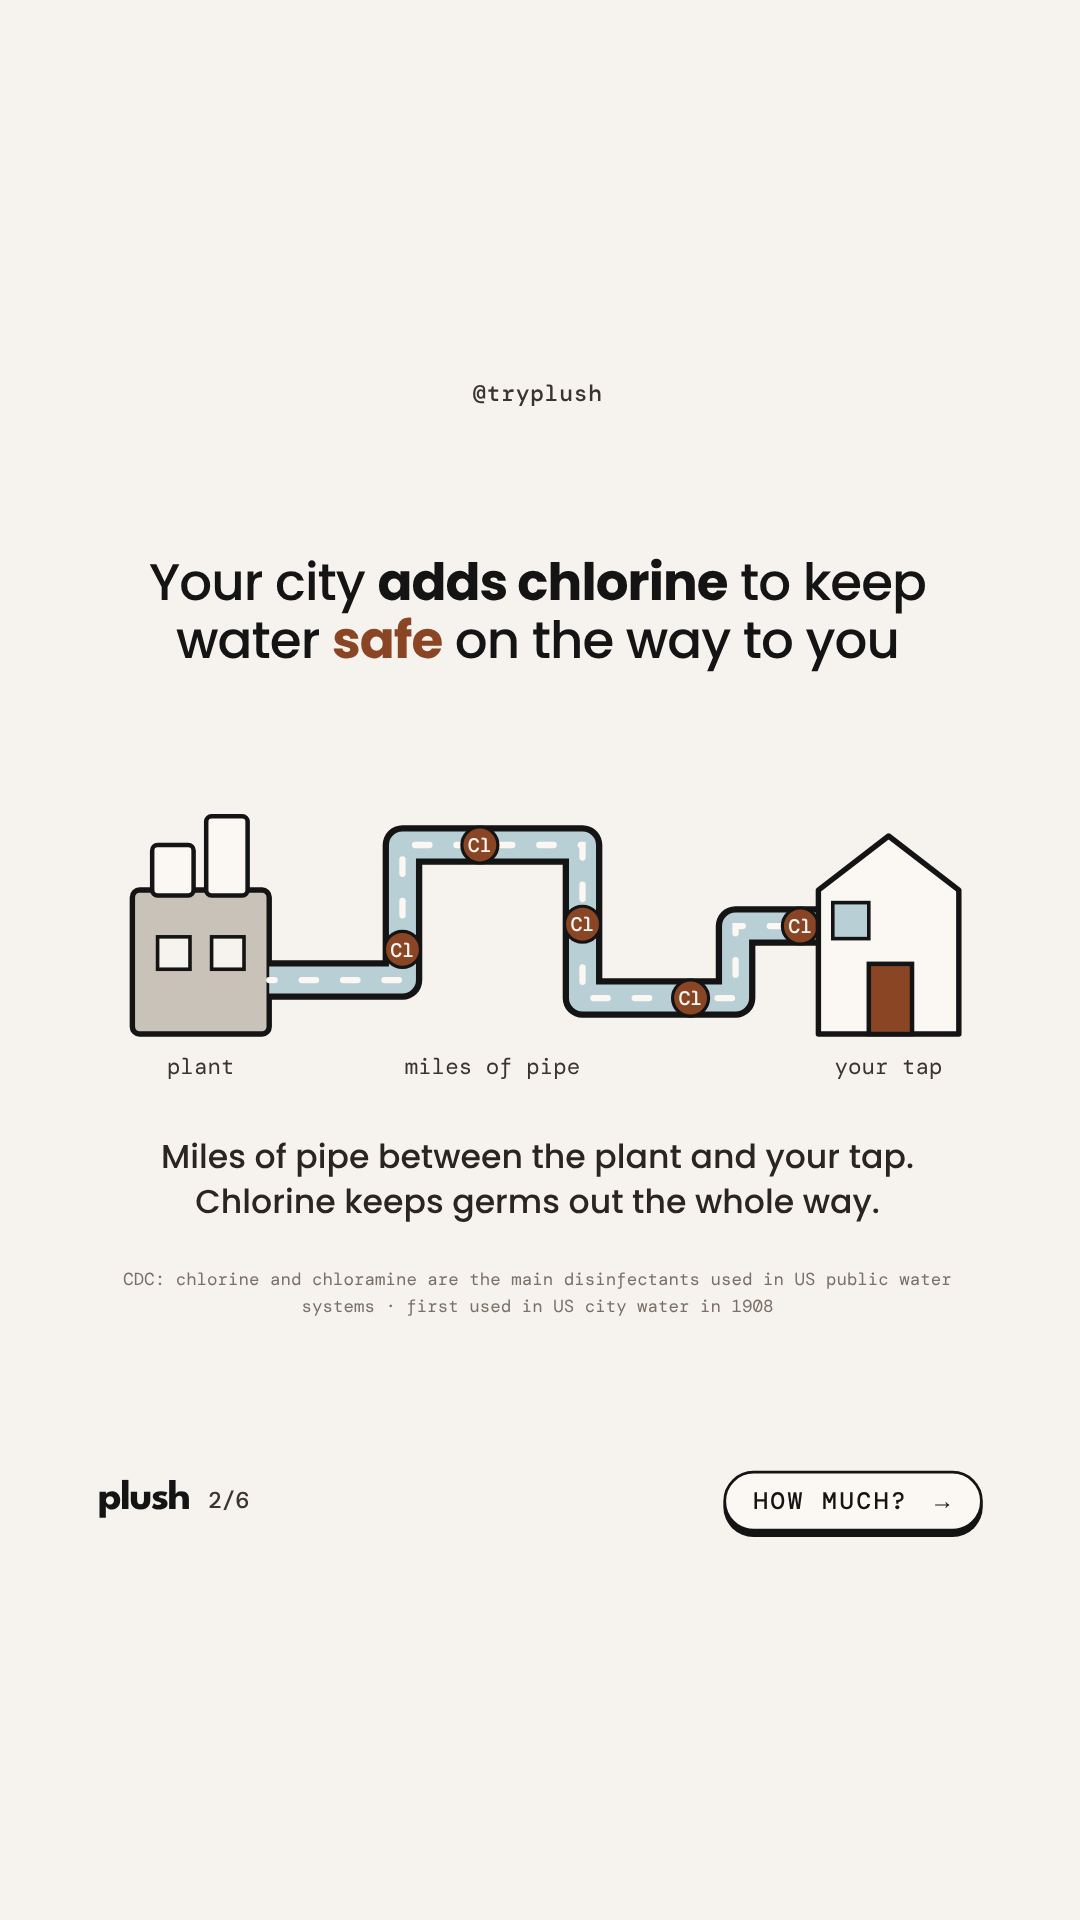 @tryplush
Your city adds chlorine to keep
water safe on the way to you
Cl
Cl
Cl
Cl
Cl
plant
miles of pipe
your tap
Miles of pipe between the plant and your tap.
Chlorine keeps germs out the whole way.
CDC: chlorine and chloramine are the main disinfectants used in US public water
systems · first used in US city water in 1908
plush 2/6
HOW MUCH? →